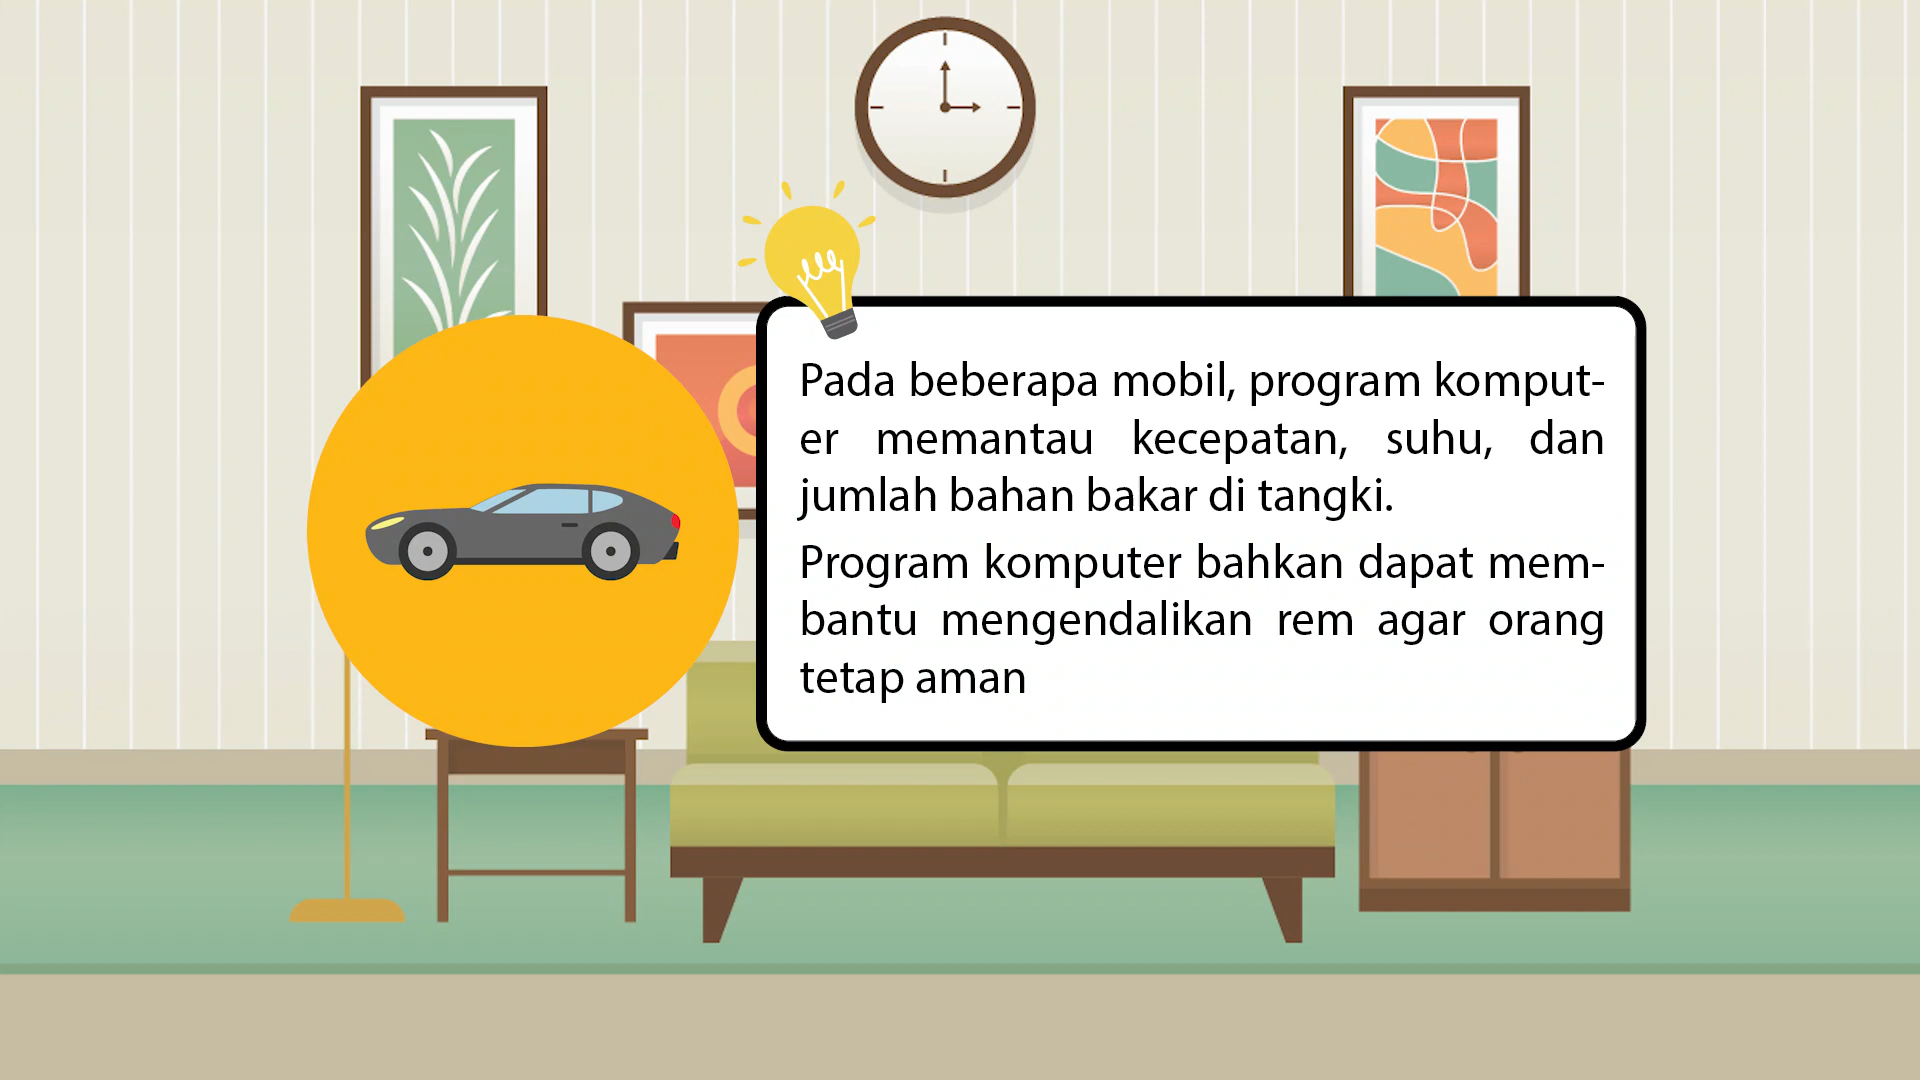 Pada beberapa mobil, program komput-
er memantau kecepatan, suhu, dan
jumlah bahan bakar di tangki.
Program komputer bahkan dapat mem-
bantu mengendalikan rem agar orang
tetap aman